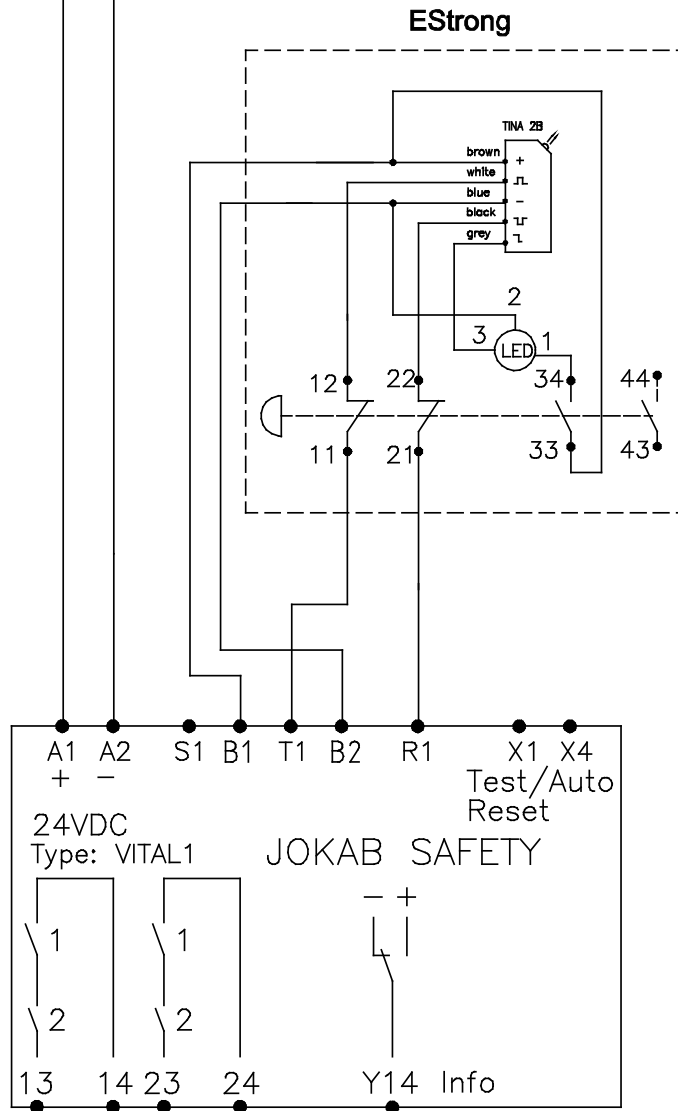 EStrong
TINA 2B
brown +
white
blue -
black
grey
2
3 LED 1
12 22 34 44
11 21 33 43
A1 A2 S1 B1 T1 B2 R1 X1 X4
+ - Test/Auto
Reset
24VDC
Type: VITAL1 JOKAB SAFETY
- +
1 1
2 2
13 14 23 24 Y14 Info